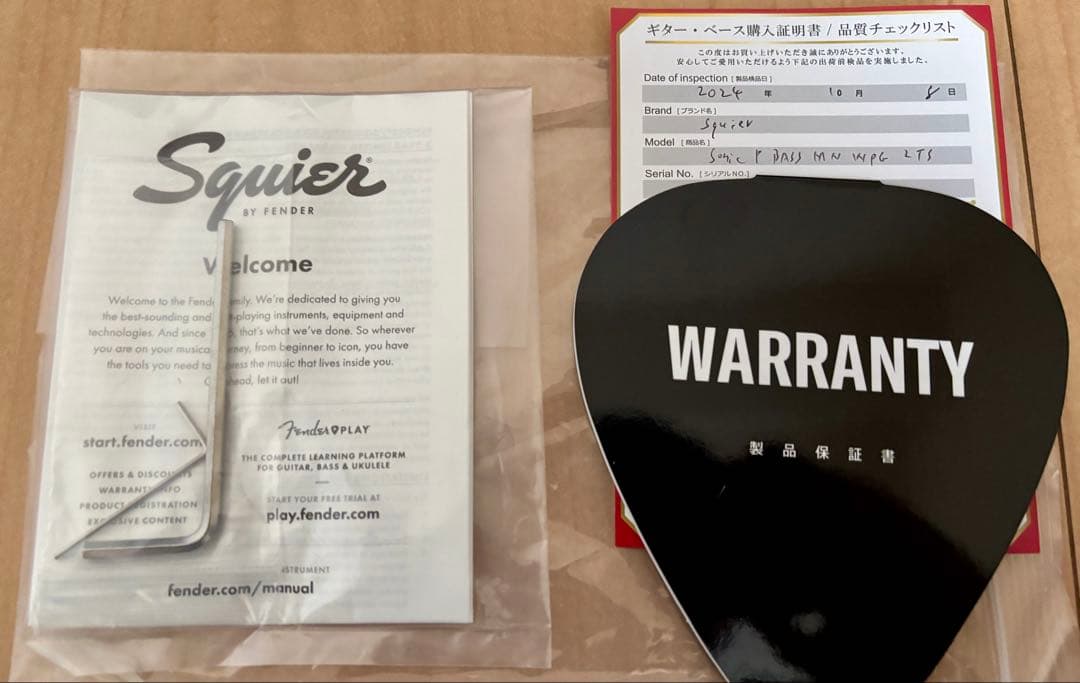 Squier®
BY FENDER
Welcome
Welcome to the Fend mily. We're dedicated to giving you
the best-sounding and -playing instruments, equipment and
technologies. And since , that's what we've done. So wherever
you are on your musica ney, from beginner to icon, you have
the tools you need to ress the music that lives inside you.
head, let it out!
VISIT
start.fender.com
OFFERS & DISCOUNTS
WARRANTY INFO
PRODUCT REGISTRATION
EXCLUSIVE CONTENT
Fender PLAY
THE COMPLETE LEARNING PLATFORM
FOR GUITAR, BASS & UKULELE
START YOUR FREE TRIAL AT
play.fender.com
NSTRUMENT
fender.com/manual
ギター・ベース購入証明書 / 品質チェックリスト
この度はお買い上げいただき誠にありがとうございます。
安心してご愛用いただけるよう下記の出荷前検品を実施しました。
Date of inspection [製品検品日]
2024 年 10 月 8 日
Brand [ブランド名]
Squier
Model [商品名]
Sonic P BASS MN WPG 2TS
Serial No. [シリアルNO.]
WARRANTY
製品保証書